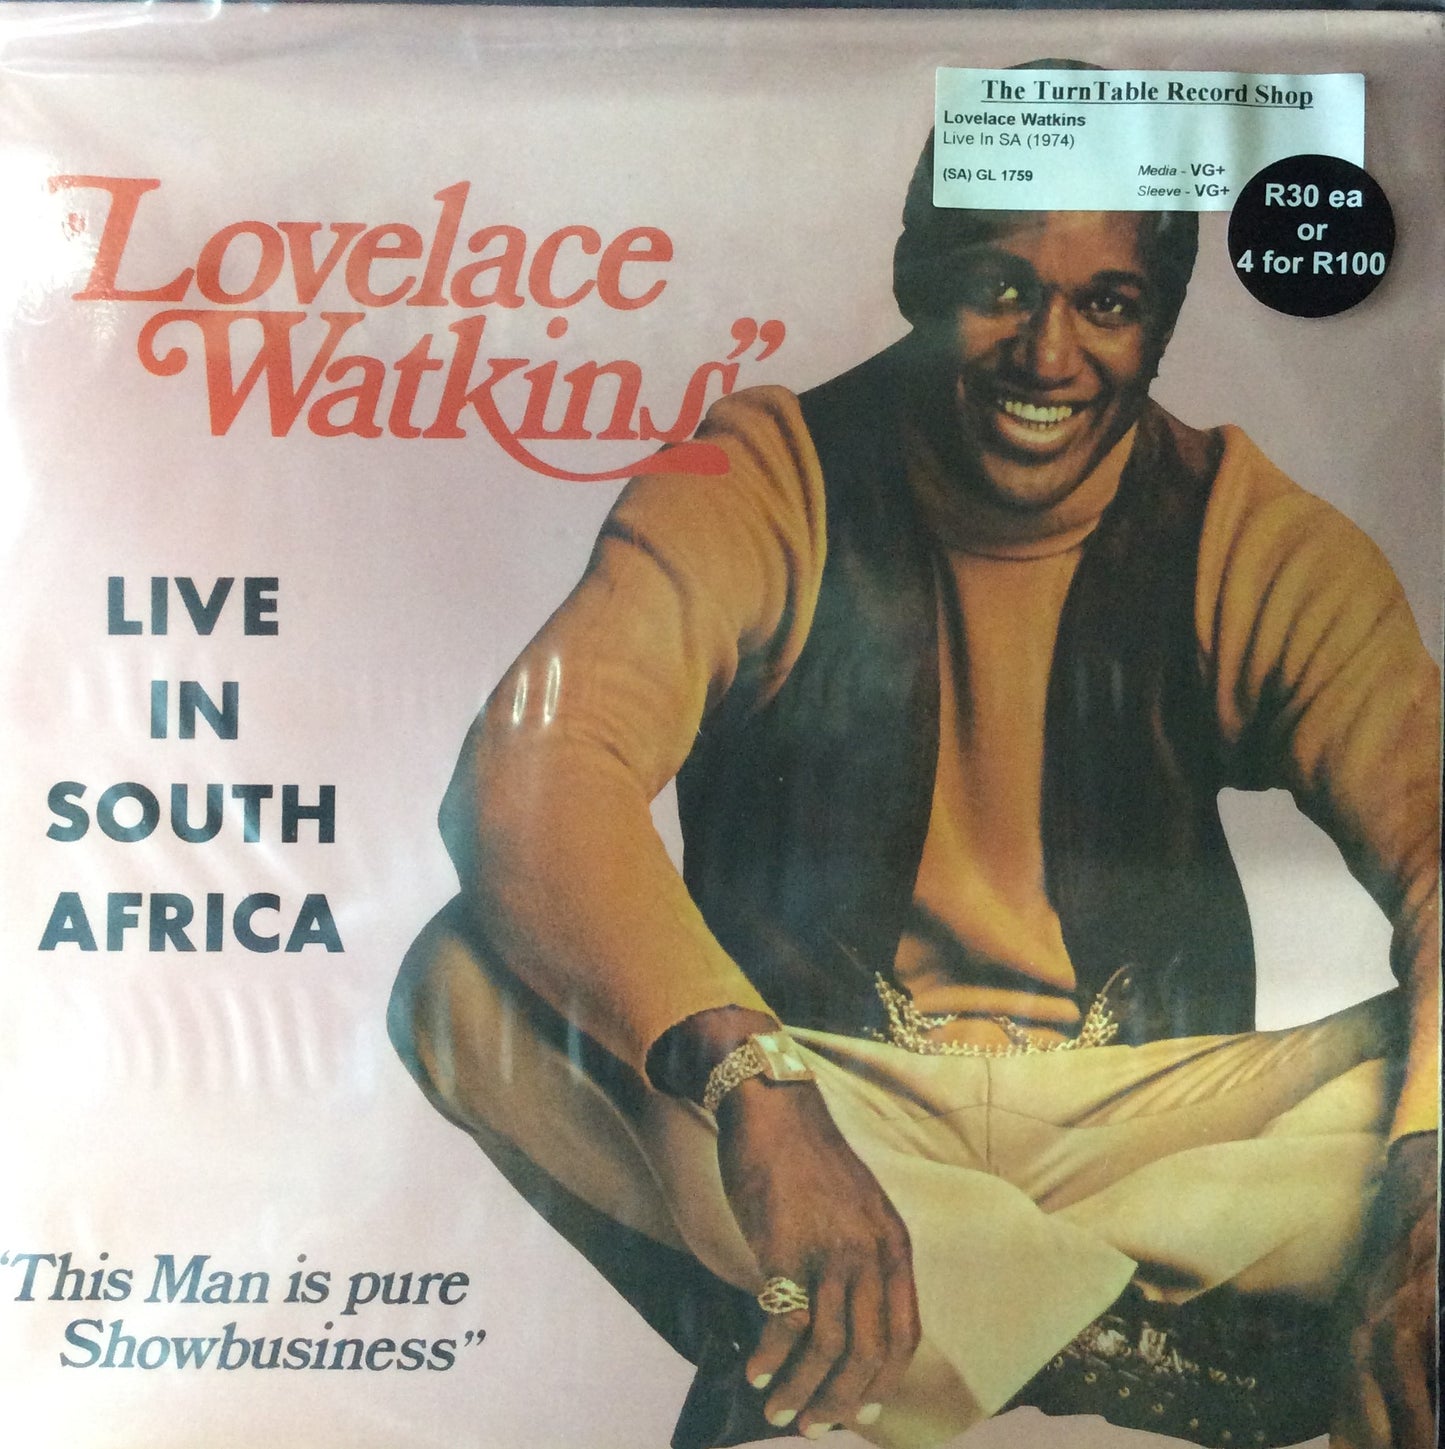 The TurnTable Record Shop
Lovelace Watkins
Live In SA (1974)
(SA) GL 1759
Media - VG+
Sleeve - VG+
R30 ea
or
4 for R100
"Lovelace
Watkins"
LIVE
IN
SOUTH
AFRICA
"This Man is pure
Showbusiness"